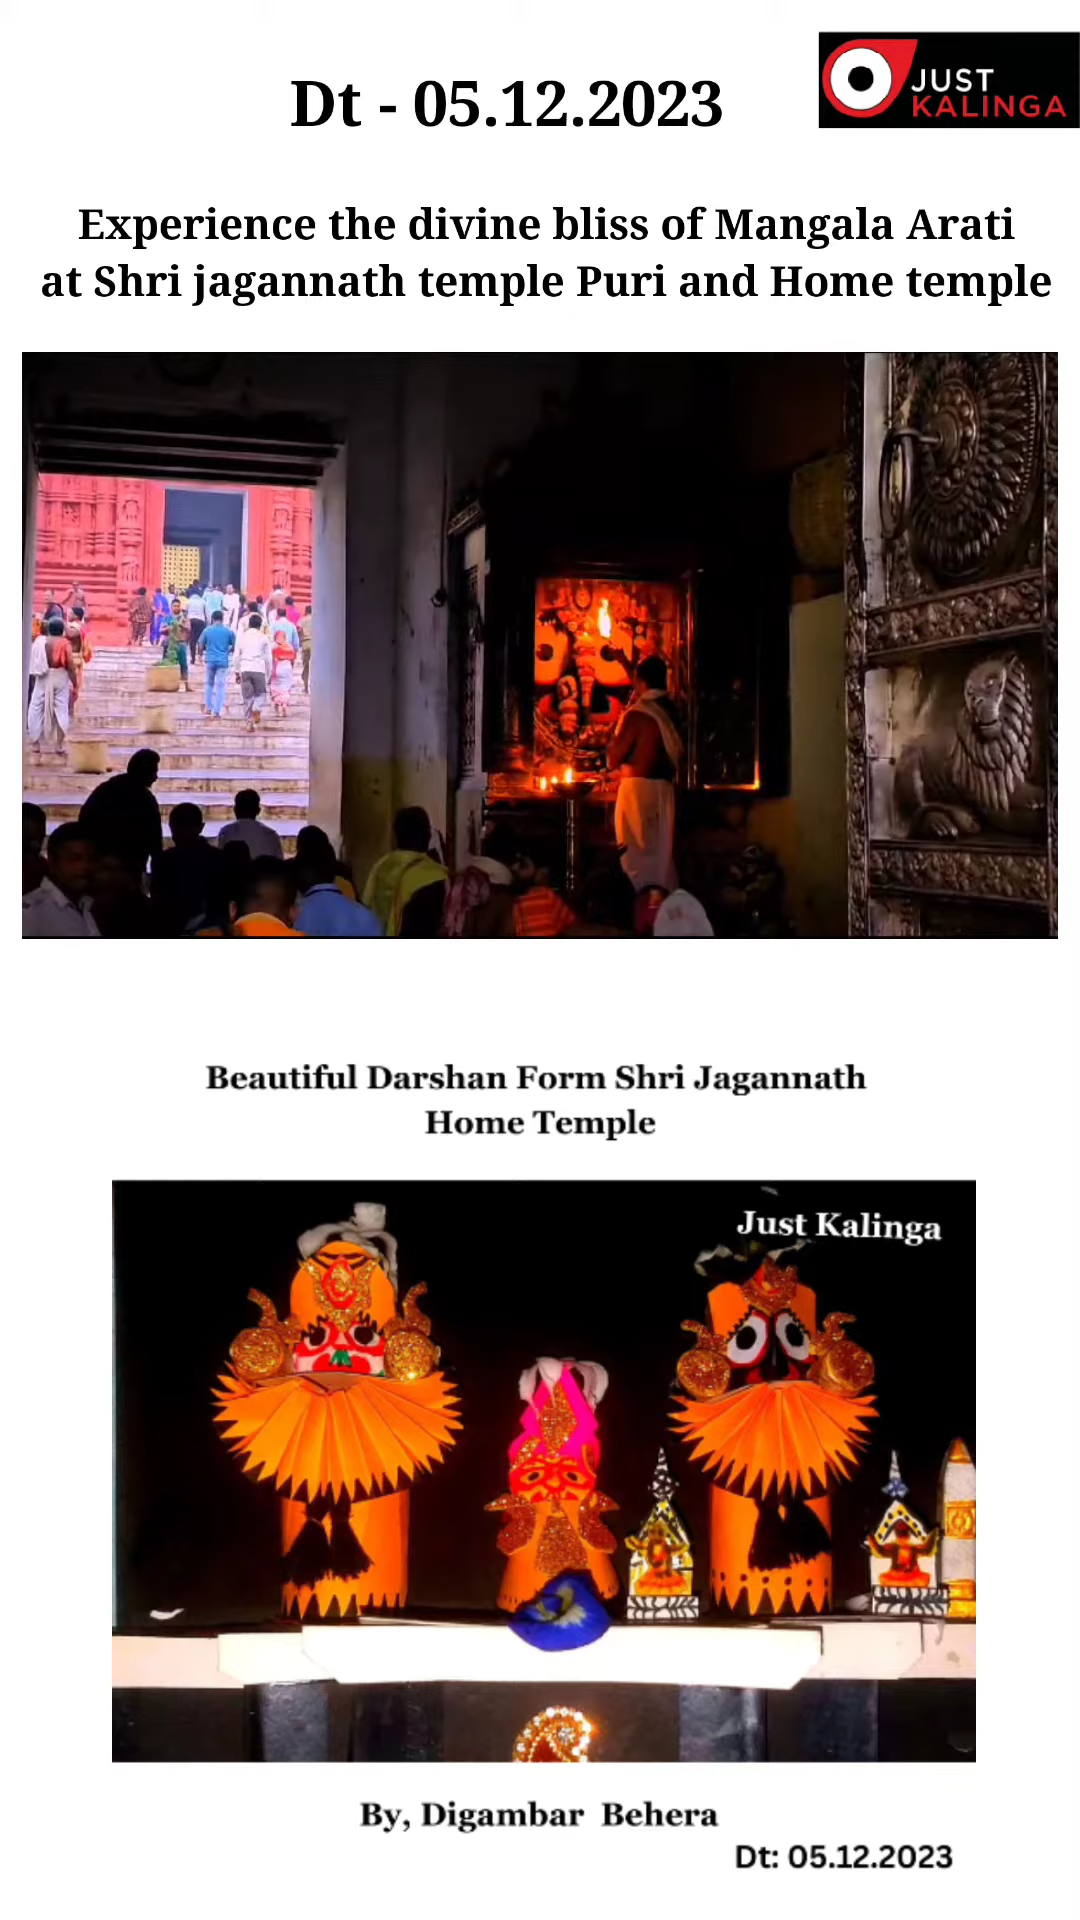 Dt - 05.12.2023
JUST
KALINGA
Experience the divine bliss of Mangala Arati
at Shri jagannath temple Puri and Home temple
Beautiful Darshan Form Shri Jagannath
Home Temple
Just Kalinga
By, Digambar Behera
Dt: 05.12.2023